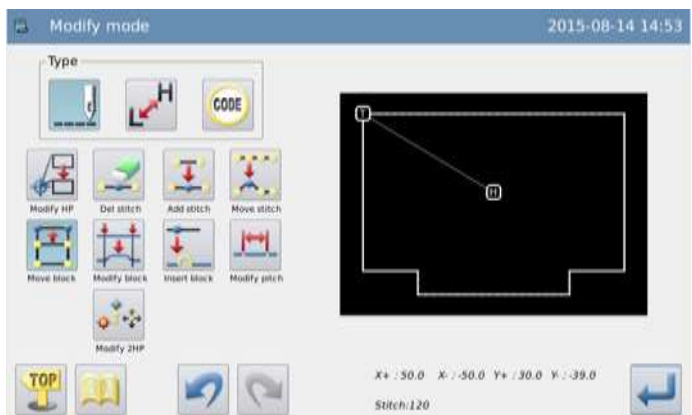 Modify mode 2015-08-14 14:53
Type
L H
CODE
Modify HP Del stitch Add stitch Move stitch
Move block Modify block Insert block Modify pitch
Modify 2HP
T
H
TOP
X+ : 50.0 X- : -50.0 Y+ : 30.0 Y- : -39.0
Stitch:120